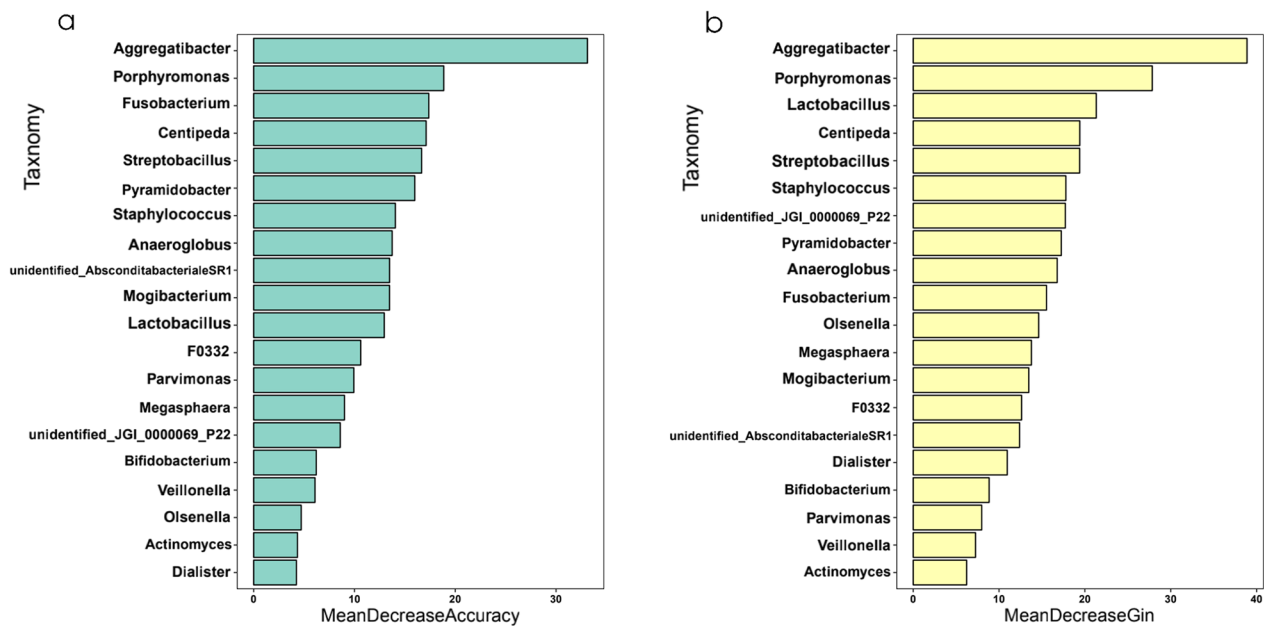 a
Taxnomy
Aggregatibacter
Porphyromonas
Fusobacterium
Centipeda
Streptobacillus
Pyramidobacter
Staphylococcus
Anaeroglobus
unidentified_AbsconditabacterialeSR1
Mogibacterium
Lactobacillus
F0332
Parvimonas
Megasphaera
unidentified_JGI_0000069_P22
Bifidobacterium
Veillonella
Olsenella
Actinomyces
Dialister
0 10 20 30
MeanDecreaseAccuracy
b
Taxnomy
Aggregatibacter
Porphyromonas
Lactobacillus
Centipeda
Streptobacillus
Staphylococcus
unidentified_JGI_0000069_P22
Pyramidobacter
Anaeroglobus
Fusobacterium
Olsenella
Megasphaera
Mogibacterium
F0332
unidentified_AbsconditabacterialeSR1
Dialister
Bifidobacterium
Parvimonas
Veillonella
Actinomyces
0 10 20 30 40
MeanDecreaseGin